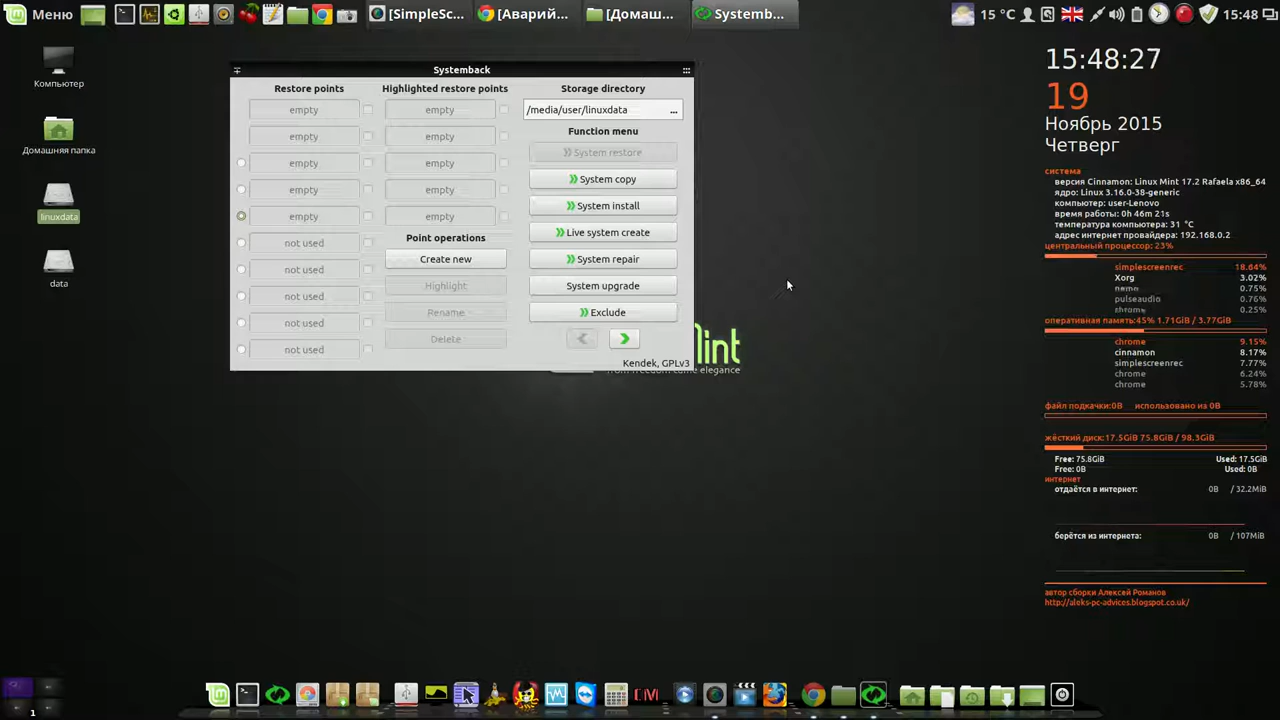 Меню
[SimpleSc...
[Аварий...
[Домаш...
Systemb...
15 °C
15:48
Компьютер
Домашняя папка
linuxdata
data
Systemback
Restore points
Highlighted restore points
Storage directory
empty
empty
/media/user/linuxdata
...
Function menu
empty
empty
System restore
empty
empty
System copy
empty
empty
System install
empty
empty
Point operations
Live system create
not used
Create new
System repair
not used
Highlight
System upgrade
not used
Rename
Exclude
not used
Delete
not used
Kendek, GPLv3
int
from freedom came elegance
15:48:27
19
Ноябрь 2015
Четверг
система
версия Cinnamon: Linux Mint 17.2 Rafaela x86_64
ядро: Linux 3.16.0-38-generic
компьютер: user-Lenovo
время работы: 0h 46m 21s
температура компьютера: 31 °C
адрес интернет провайдера: 192.168.0.2
центральный процессор: 23%
simplescreenrec 18.64%
Xorg 3.02%
nemo 0.75%
pulseaudio 0.76%
chrome 0.25%
оперативная память:45% 1.71GiB / 3.77GiB
chrome 9.15%
cinnamon 8.17%
simplescreenrec 7.77%
chrome 6.24%
chrome 5.78%
файл подкачки:0B использовано из 0B
жёсткий диск:17.5GiB 75.8GiB / 98.3GiB
Free: 75.8GiB Used: 17.5GiB
Free: 0B Used: 0B
интернет
отдаётся в интернет: 0B / 32.2MiB
берётся из интернета: 0B / 107MiB
автор сборки Алексей Романов
http://aleks-pc-advices.blogspot.co.uk/
1